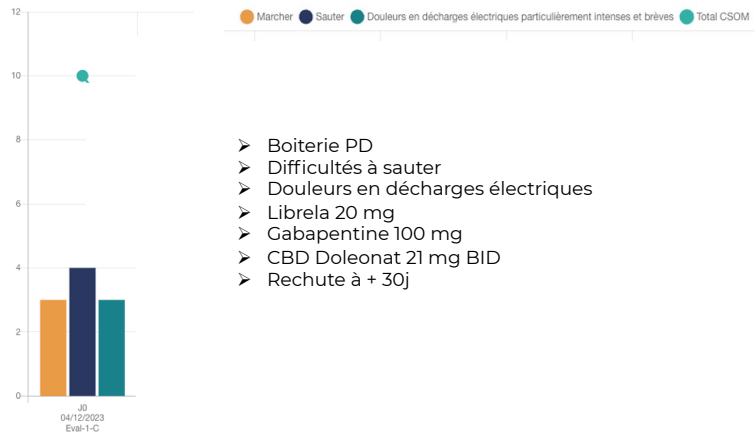 Marcher Sauter Douleurs en décharges électriques particulièrement intenses et brèves Total CSOM
12
10
8
6
4
2
0
➤ Boiterie PD
➤ Difficultés à sauter
➤ Douleurs en décharges électriques
➤ Librela 20 mg
➤ Gabapentine 100 mg
➤ CBD Doleonat 21 mg BID
➤ Rechute à + 30j
J0
04/12/2023
Eval-1-C